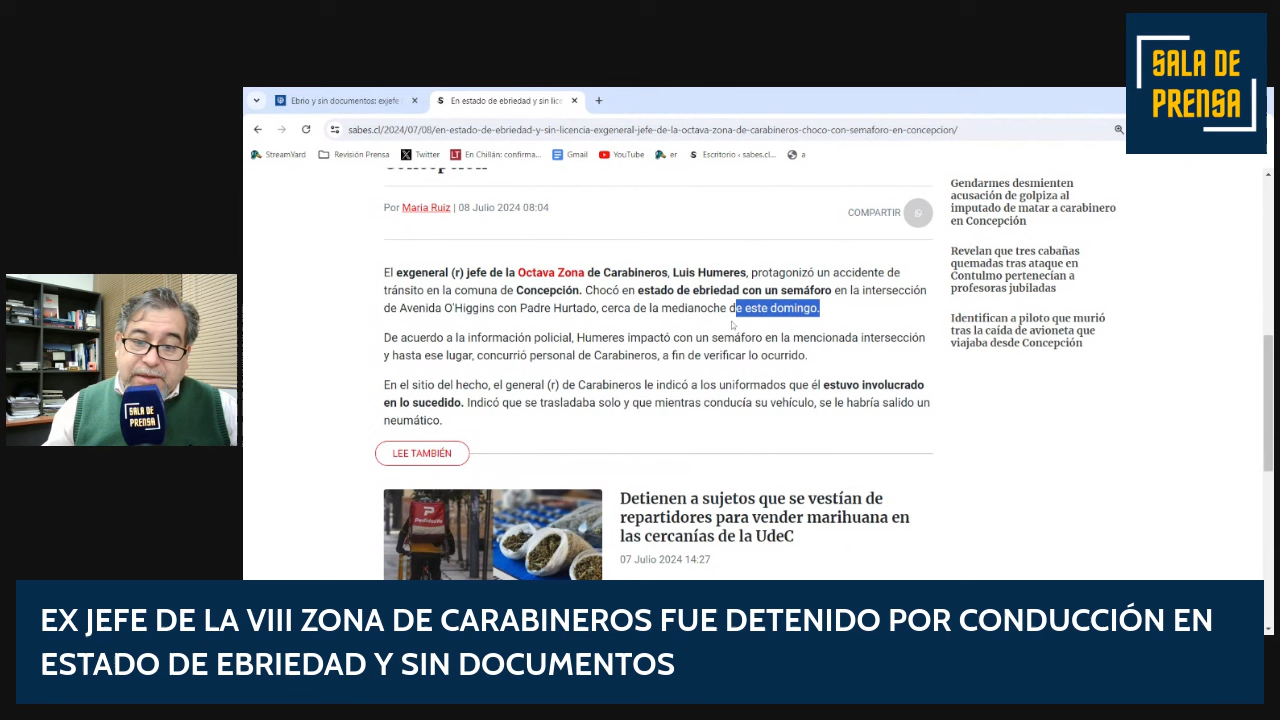 SALA DE
PRENSA
Ebrio y sin documentos: exjefe
En estado de ebriedad y sin lice
sabes.cl/2024/07/08/en-estado-de-ebriedad-y-sin-licencia-exgeneral-jefe-de-la-octava-zona-de-carabineros-choco-con-semaforo-en-concepcion/
StreamYard Revisión Prensa Twitter En Chillán: confirma... Gmail YouTube er Escritorio ‹ sabes.cl... a
Concepción
Por Maria Ruiz | 08 Julio 2024 08:04
COMPARTIR
El exgeneral (r) jefe de la Octava Zona de Carabineros, Luis Humeres, protagonizó un accidente de
tránsito en la comuna de Concepción. Chocó en estado de ebriedad con un semáforo en la intersección
de Avenida O'Higgins con Padre Hurtado, cerca de la medianoche de este domingo.
De acuerdo a la información policial, Humeres impactó con un semáforo en la mencionada intersección
y hasta ese lugar, concurrió personal de Carabineros, a fin de verificar lo ocurrido.
En el sitio del hecho, el general (r) de Carabineros le indicó a los uniformados que él estuvo involucrado
en lo sucedido. Indicó que se trasladaba solo y que mientras conducía su vehículo, se le habría salido un
neumático.
LEE TAMBIÉN
Detienen a sujetos que se vestían de
repartidores para vender marihuana en
las cercanías de la UdeC
07 Julio 2024 14:27
Gendarmes desmienten
acusación de golpiza al
imputado de matar a carabinero
en Concepción
Revelan que tres cabañas
quemadas tras ataque en
Contulmo pertenecían a
profesoras jubiladas
Identifican a piloto que murió
tras la caída de avioneta que
viajaba desde Concepción
SALA DE
PRENSA
PedidosYa
EX JEFE DE LA VIII ZONA DE CARABINEROS FUE DETENIDO POR CONDUCCIÓN EN
ESTADO DE EBRIEDAD Y SIN DOCUMENTOS